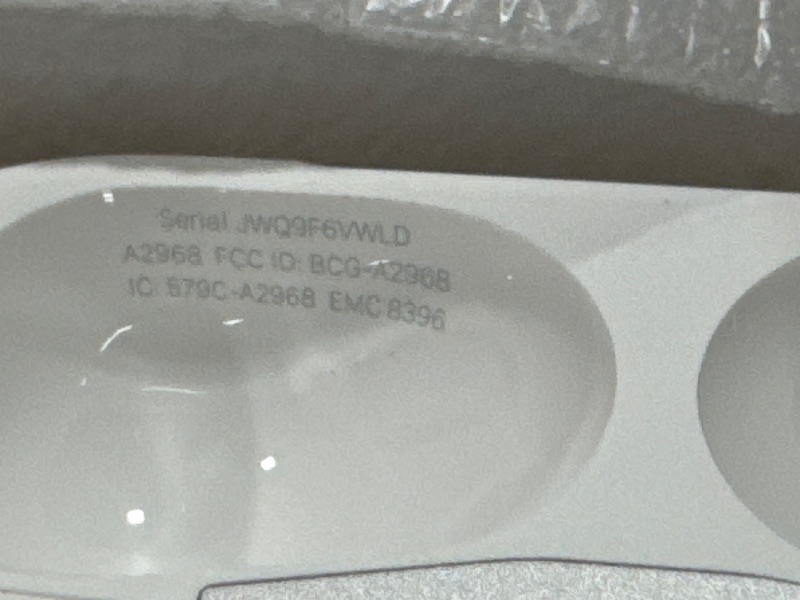 Serial JWQ9F6VWLD
A2968 FCC ID: BCG-A2968
IC: 579C-A2968 EMC 8396